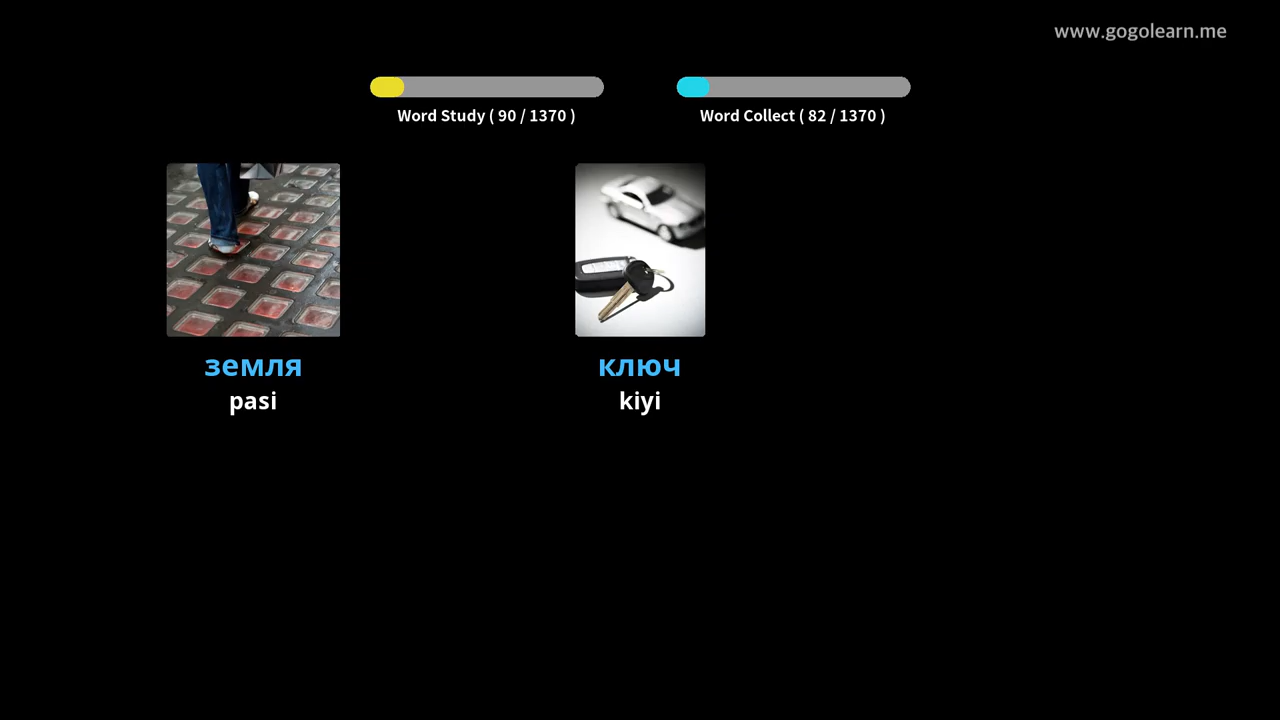 www.gogolearn.me
Word Study ( 90 / 1370 )
Word Collect ( 82 / 1370 )
земля
pasi
ключ
kiyi